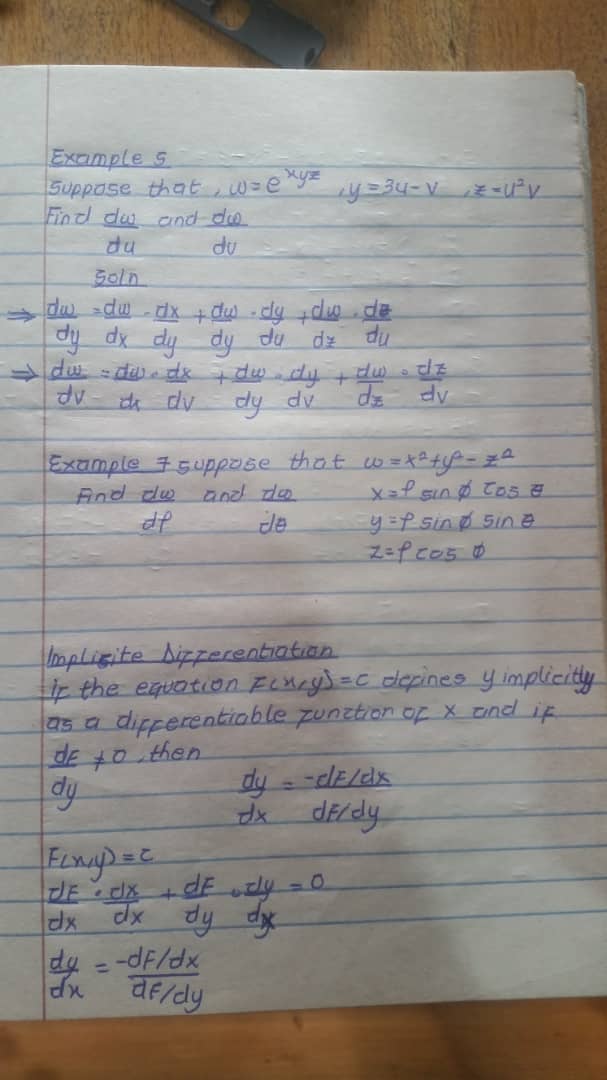 Example 5
Suppose that, w=e^xyz, y=3u-v, z=u²v
Find dw/du and dw/dv
Soln
⇒ dw/dy = dw/dx · dx/dy + dw/dy · dy/du + dw/dz · dz/du
⇒ dw/dv = dw/dx · dx/dv + dw/dy · dy/dv + dw/dz · dz/dv
Example 7 suppose that w=x²+y²-z²
Find dw/dρ and dw/dθ x=ρ sin φ cos θ
y=ρ sin φ sin θ
z=ρ cos φ
Implisite Differentiation
if the equation F(x,y)=c defines y implicitly
as a differentiable function of x and if
dF/dy ≠0, then
dy/dx = -dF/dx / dF/dy
F(x,y)=c
dF/dx · dx/dx + dF/dy · dy/dx = 0
dy/dx = -dF/dx / dF/dy